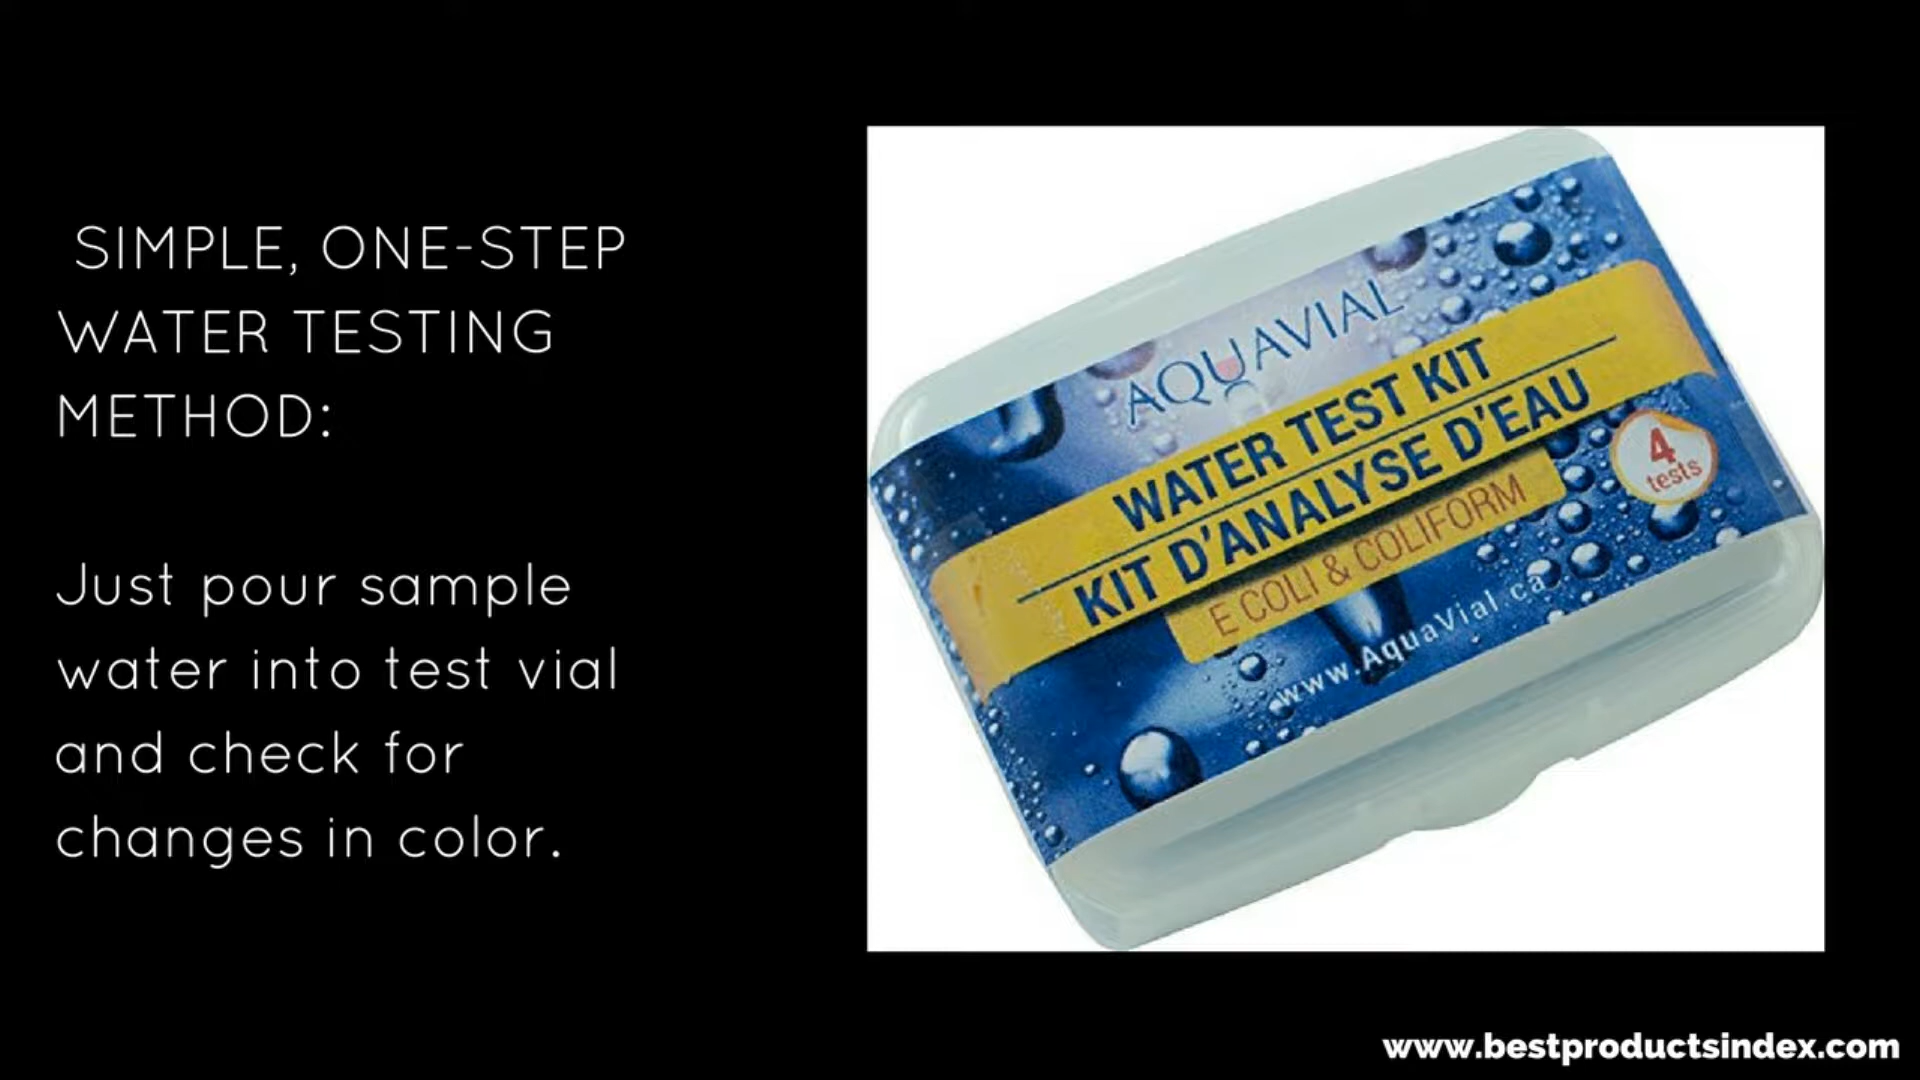 SIMPLE, ONE-STEP
WATER TESTING
METHOD:
Just pour sample
water into test vial
and check for
changes in color.
AQUAVIAL
WATER TEST KIT
KIT D'ANALYSE D'EAU
E COLI & COLIFORM
4
tests
www.AquaVial.ca
www.bestproductsindex.com